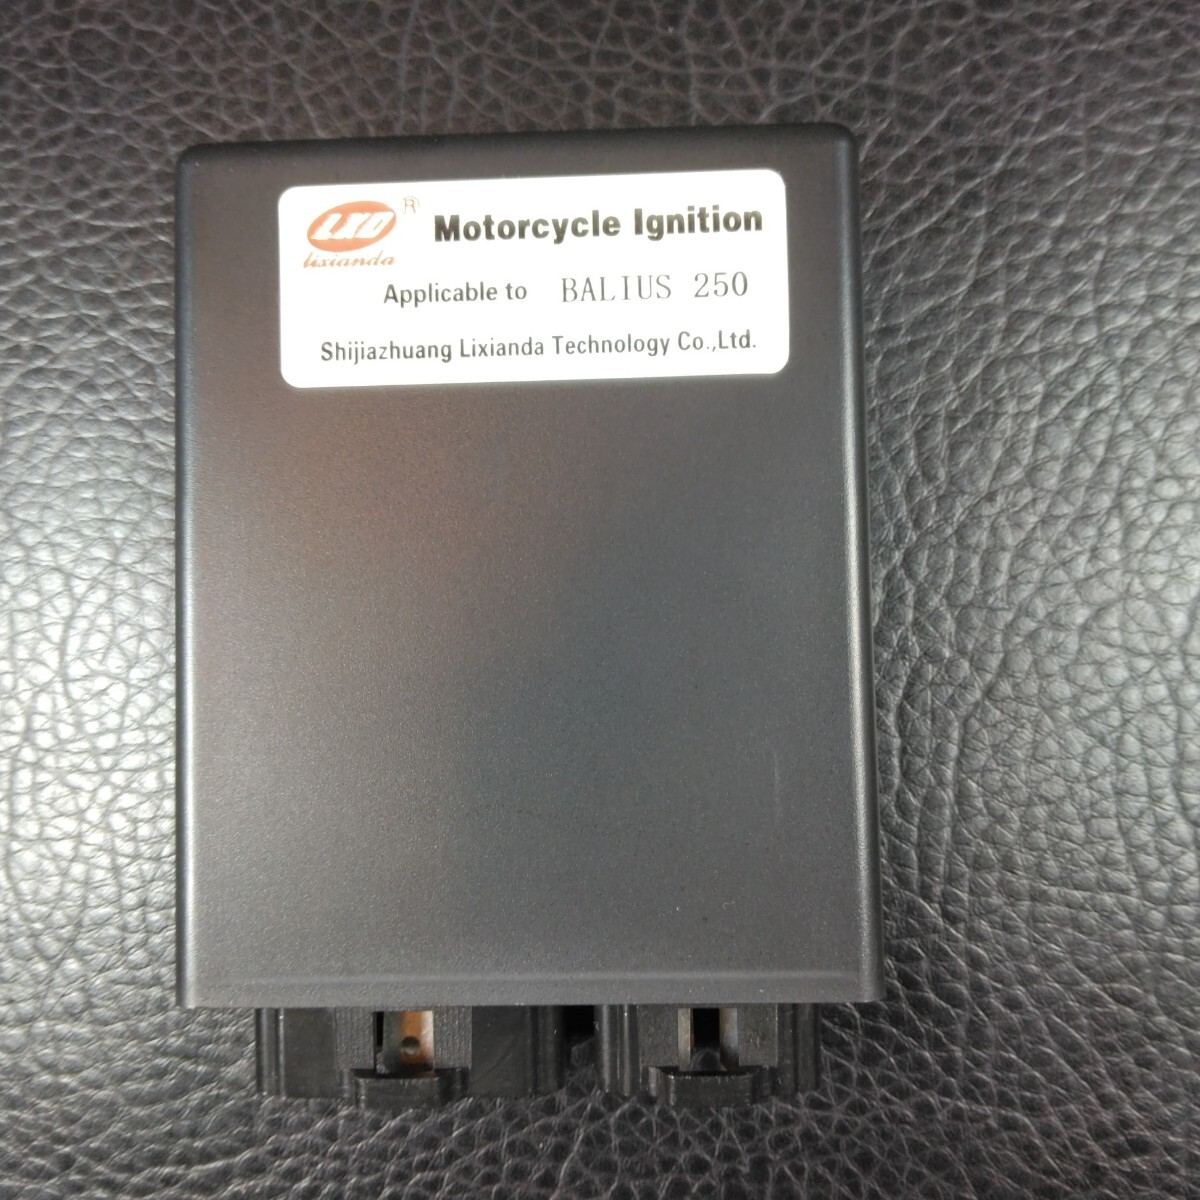 LXD® Motorcycle Ignition
lixianda
Applicable to BALIUS 250
Shijiazhuang Lixianda Technology Co.,Ltd.